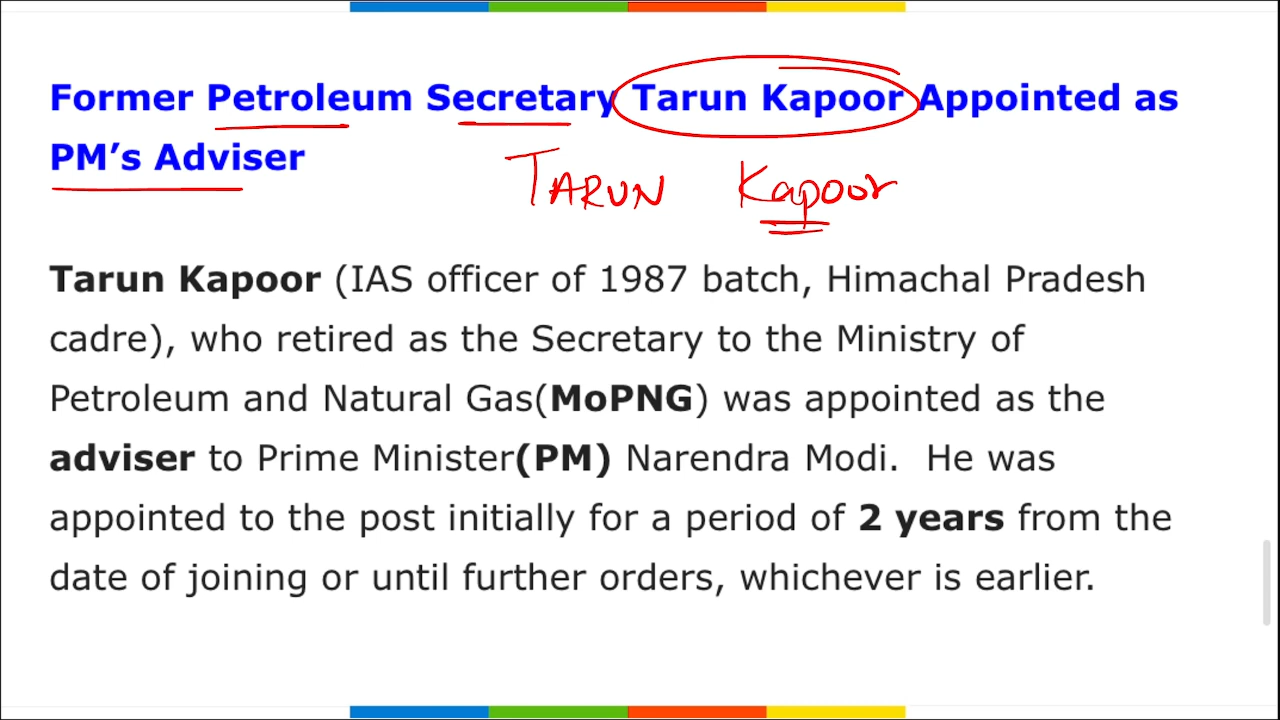 Former Petroleum Secretary Tarun Kapoor Appointed as
PM’s Adviser
TARUN Kapoor
Tarun Kapoor (IAS officer of 1987 batch, Himachal Pradesh
cadre), who retired as the Secretary to the Ministry of
Petroleum and Natural Gas(MoPNG) was appointed as the
adviser to Prime Minister(PM) Narendra Modi. He was
appointed to the post initially for a period of 2 years from the
date of joining or until further orders, whichever is earlier.